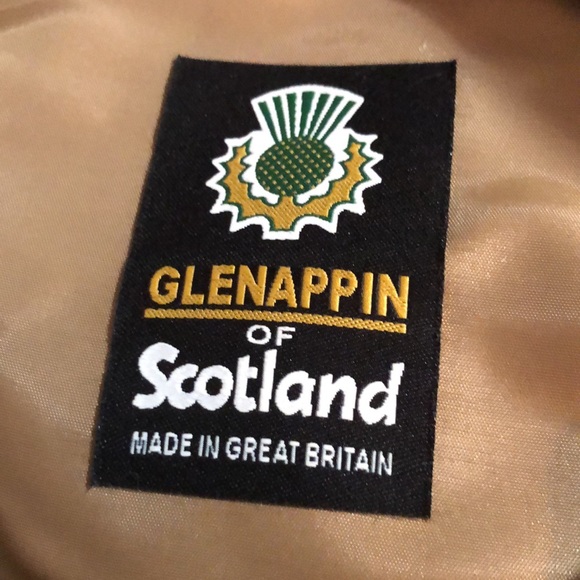 GLENAPPIN
OF
Scotland
MADE IN GREAT BRITAIN